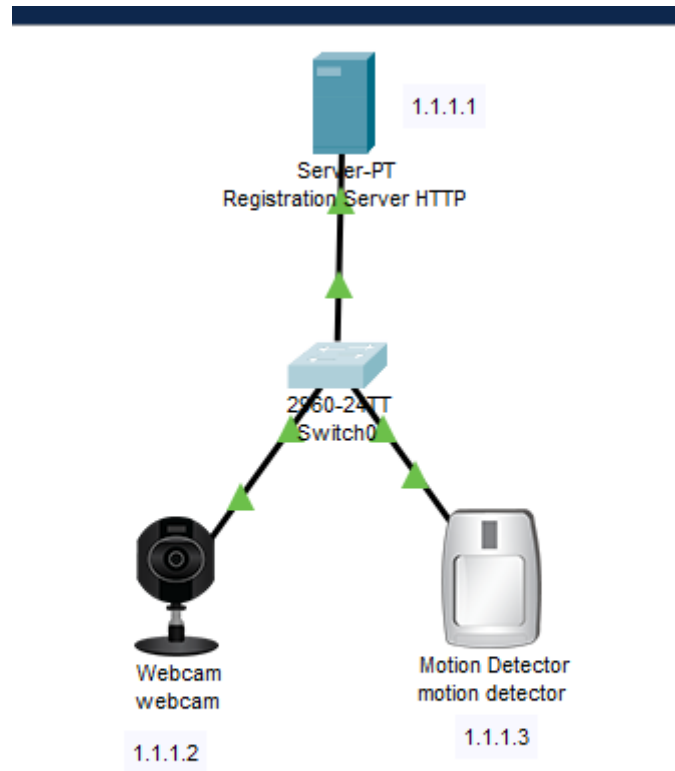 1.1.1.1
Server-PT
Registration Server HTTP
2960-24TT
Switch0
Webcam
webcam
1.1.1.2
Motion Detector
motion detector
1.1.1.3